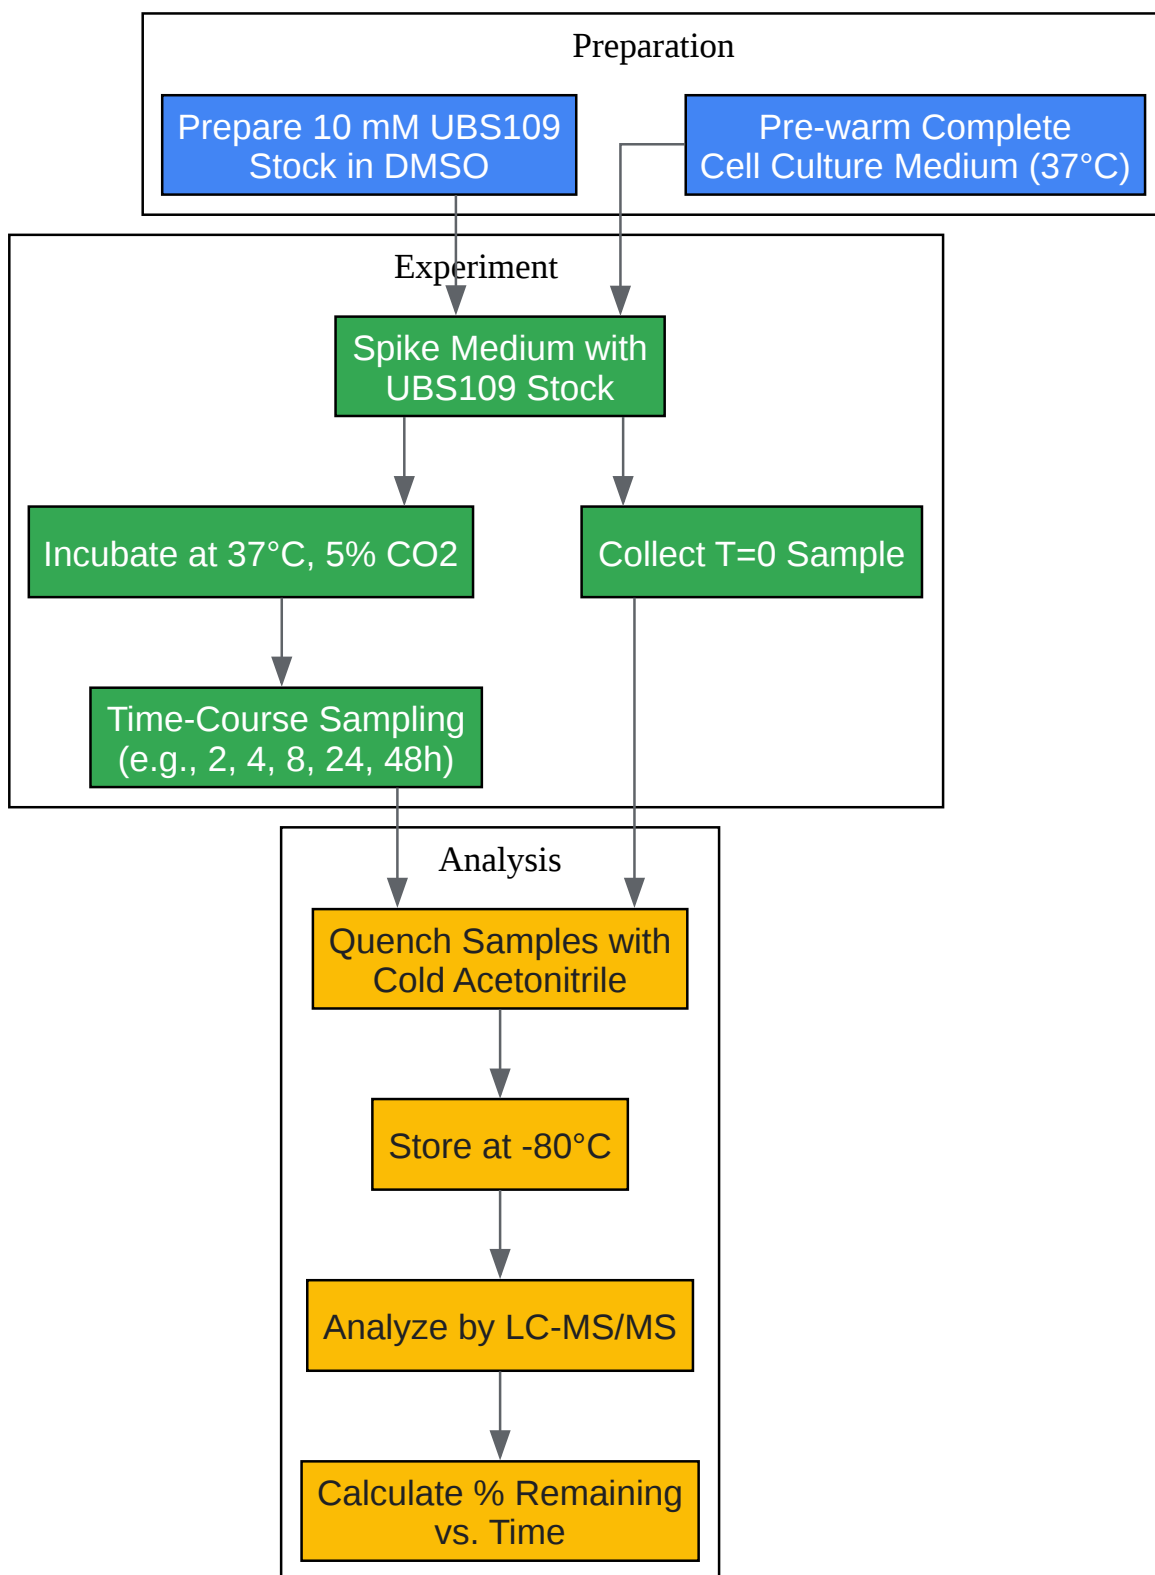 Preparation
Prepare 10 mM UBS109
Stock in DMSO
Pre-warm Complete
Cell Culture Medium (37°C)
Experiment
Spike Medium with
UBS109 Stock
Incubate at 37°C, 5% CO2
Collect T=0 Sample
Time-Course Sampling
(e.g., 2, 4, 8, 24, 48h)
Analysis
Quench Samples with
Cold Acetonitrile
Store at -80°C
Analyze by LC-MS/MS
Calculate % Remaining
vs. Time